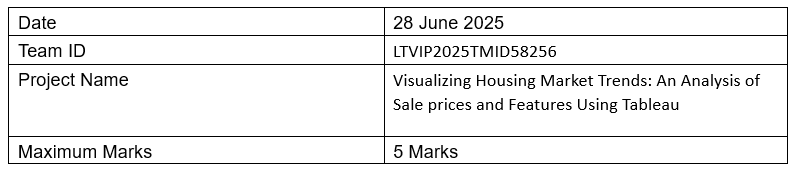 Date 28 June 2025
Team ID LTVIP2025TMID58256
Project Name Visualizing Housing Market Trends: An Analysis of
Sale prices and Features Using Tableau
Maximum Marks 5 Marks